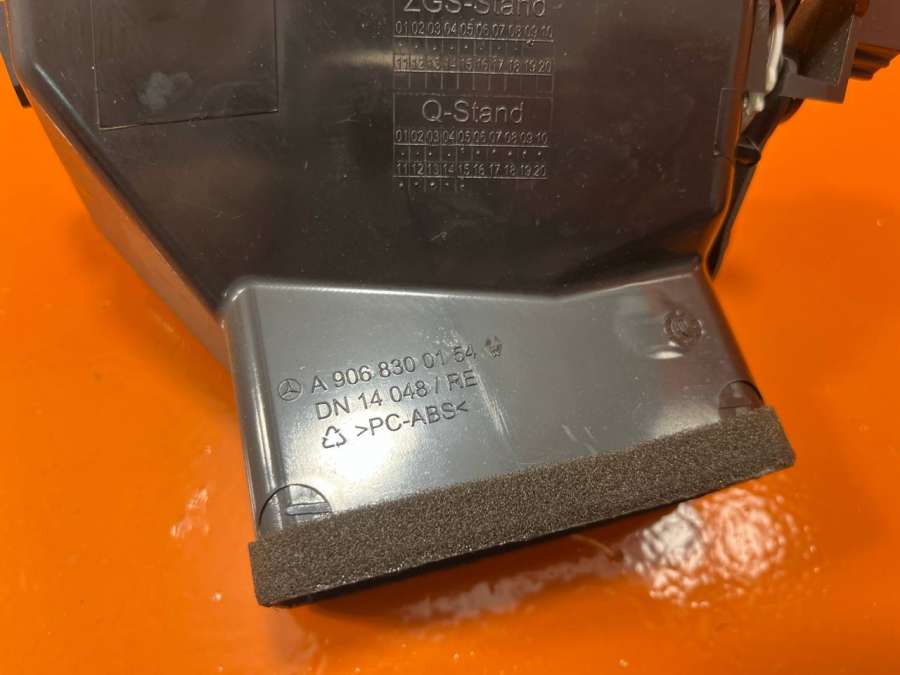 ZGS-Stand
01 02 03 04 05 06 07 08 09 10
11 12 13 14 15 16 17 18 19 20
Q-Stand
01 02 03 04 05 06 07 08 09 10
11 12 13 14 15 16 17 18 19 20
A 906 830 01 54
DN 14 048 / RE
>PC-ABS<